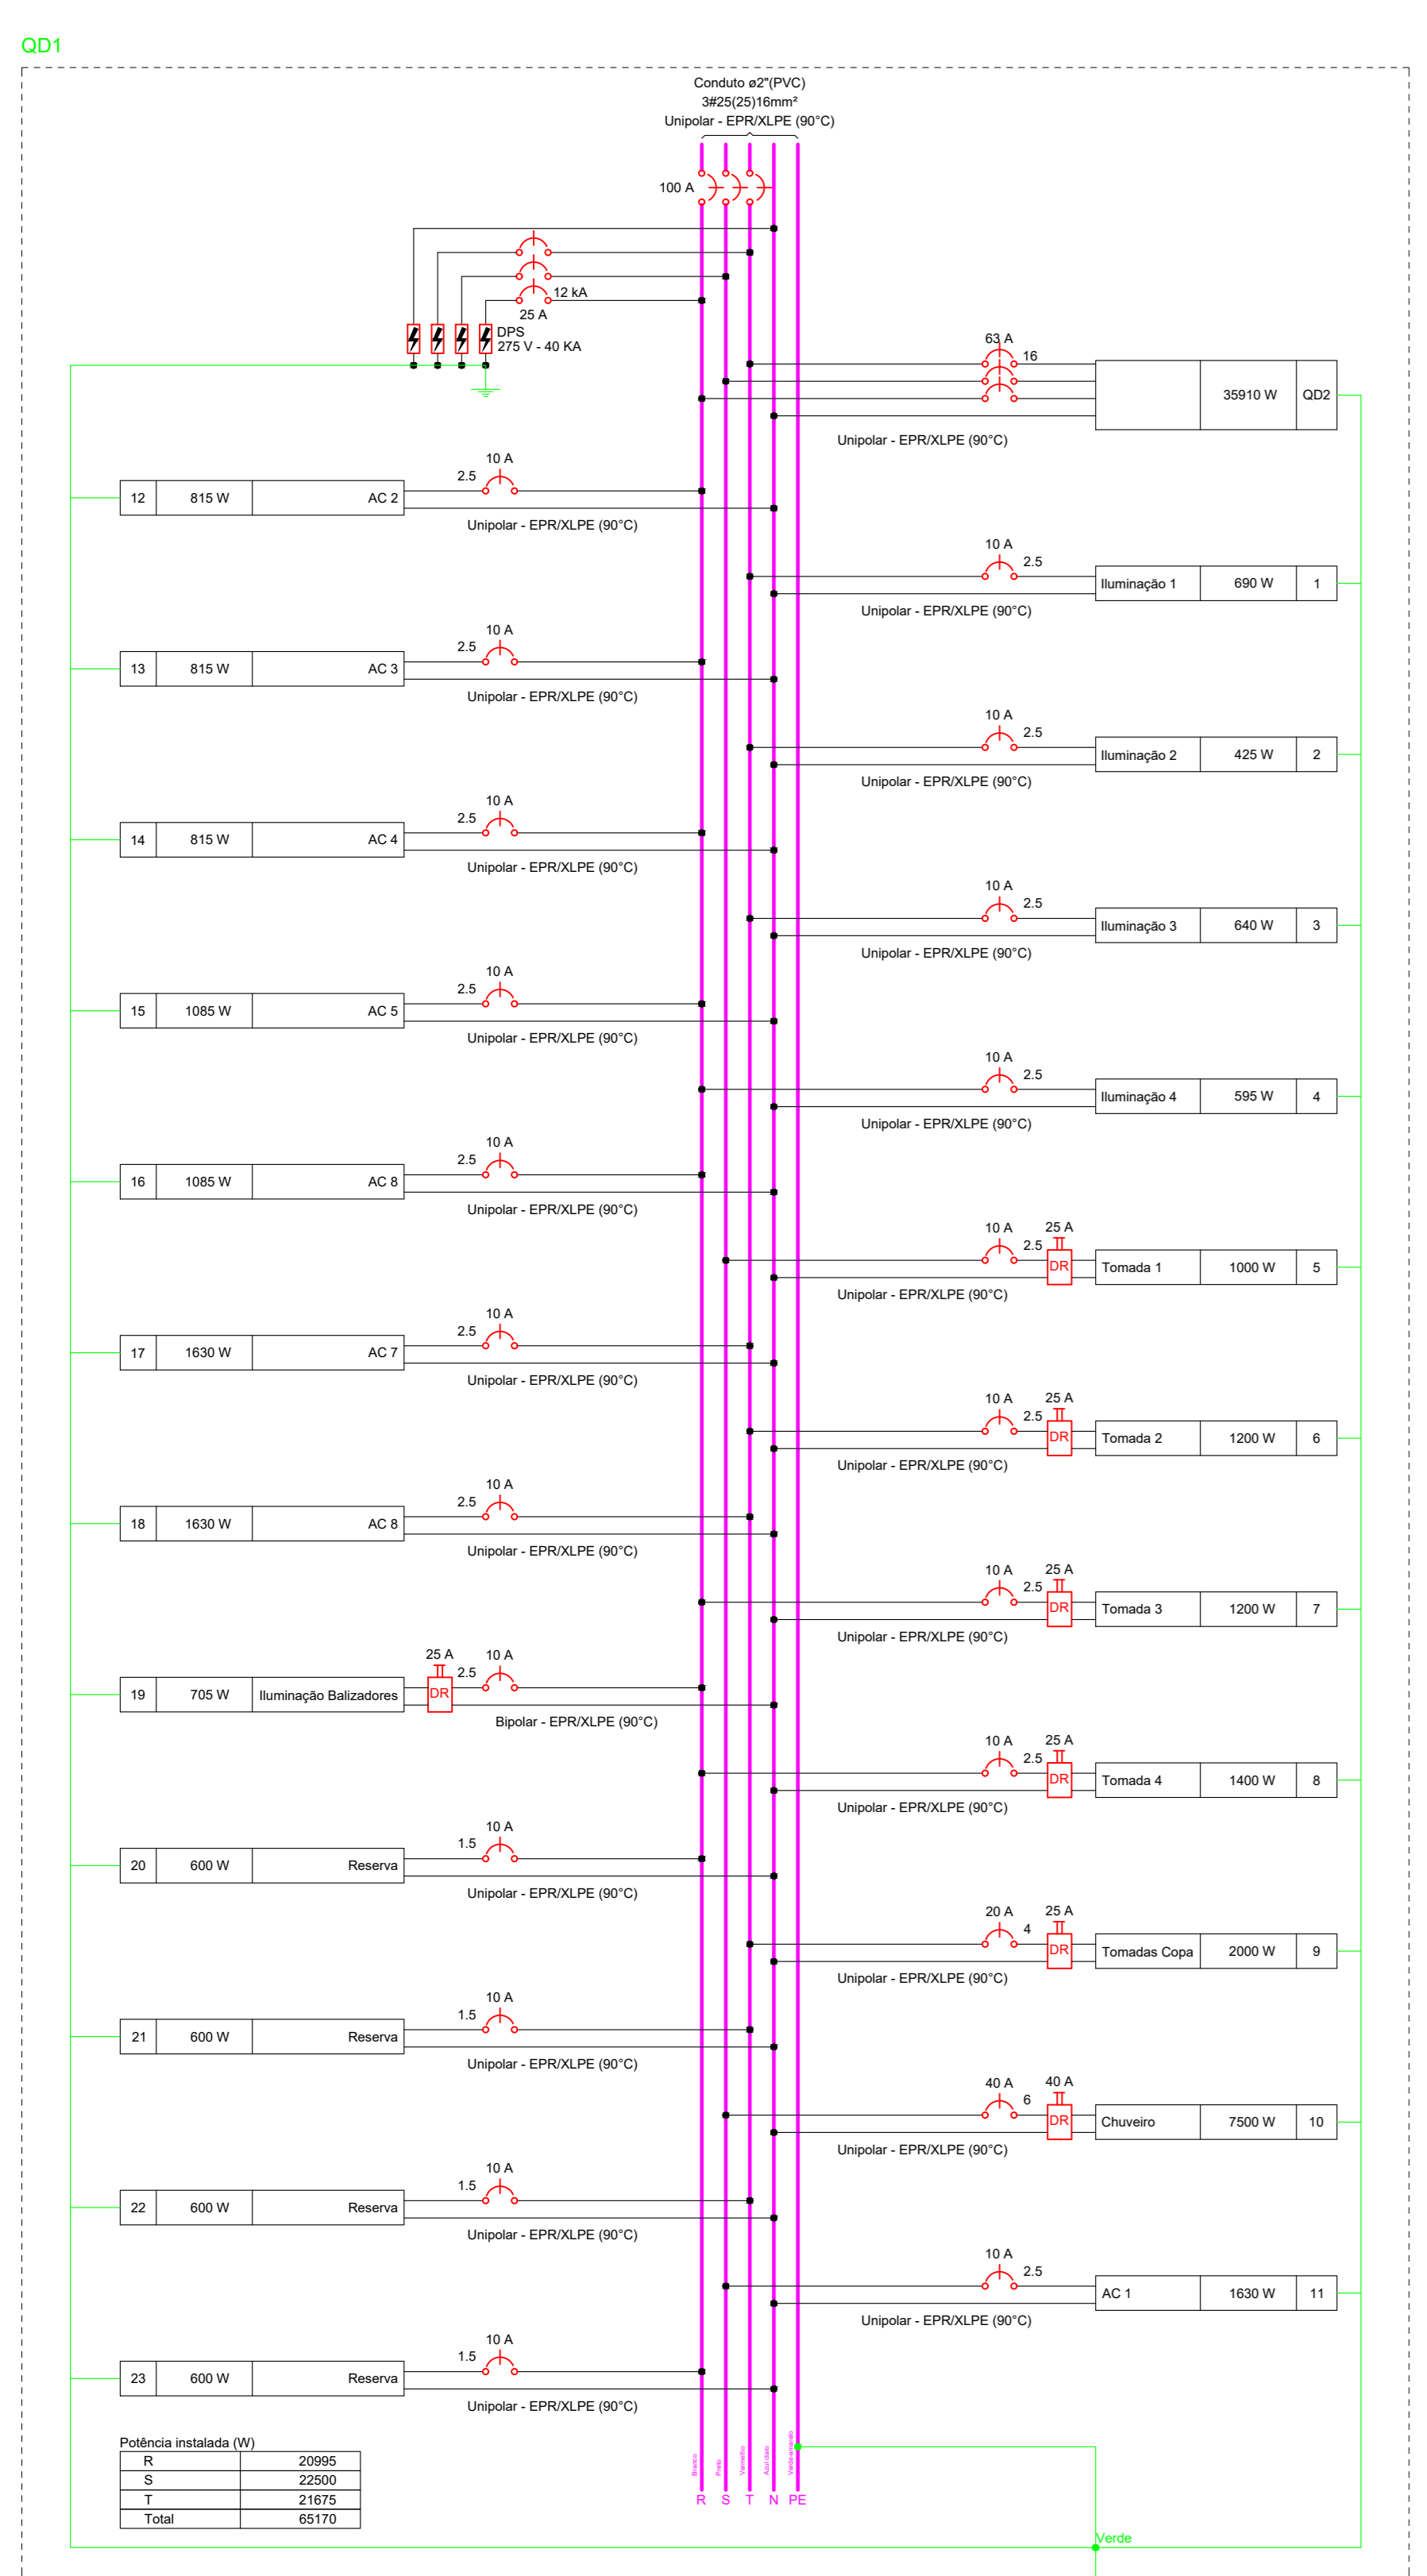 QD1
Conduto ø2"(PVC)
3#25(25)16mm²
Unipolar - EPR/XLPE (90°C)
100 A
12 kA
25 A
DPS
275 V - 40 KA
63 A
16
35910 W QD2
Unipolar - EPR/XLPE (90°C)
10 A
2.5
12 815 W AC 2
Unipolar - EPR/XLPE (90°C)
10 A
2.5
Iluminação 1 690 W 1
Unipolar - EPR/XLPE (90°C)
10 A
2.5
13 815 W AC 3
Unipolar - EPR/XLPE (90°C)
10 A
2.5
Iluminação 2 425 W 2
Unipolar - EPR/XLPE (90°C)
10 A
2.5
14 815 W AC 4
Unipolar - EPR/XLPE (90°C)
10 A
2.5
Iluminação 3 640 W 3
Unipolar - EPR/XLPE (90°C)
10 A
2.5
15 1085 W AC 5
Unipolar - EPR/XLPE (90°C)
10 A
2.5
Iluminação 4 595 W 4
Unipolar - EPR/XLPE (90°C)
10 A
2.5
16 1085 W AC 8
Unipolar - EPR/XLPE (90°C)
10 A 25 A
2.5
DR Tomada 1 1000 W 5
Unipolar - EPR/XLPE (90°C)
10 A
2.5
17 1630 W AC 7
Unipolar - EPR/XLPE (90°C)
10 A 25 A
2.5
DR Tomada 2 1200 W 6
Unipolar - EPR/XLPE (90°C)
10 A
2.5
18 1630 W AC 8
Unipolar - EPR/XLPE (90°C)
10 A 25 A
2.5
DR Tomada 3 1200 W 7
Unipolar - EPR/XLPE (90°C)
25 A 10 A
2.5
19 705 W Iluminação Balizadores DR
Bipolar - EPR/XLPE (90°C)
10 A 25 A
2.5
DR Tomada 4 1400 W 8
Unipolar - EPR/XLPE (90°C)
10 A
1.5
20 600 W Reserva
Unipolar - EPR/XLPE (90°C)
20 A 25 A
4
DR Tomadas Copa 2000 W 9
Unipolar - EPR/XLPE (90°C)
10 A
1.5
21 600 W Reserva
Unipolar - EPR/XLPE (90°C)
40 A 40 A
6
DR Chuveiro 7500 W 10
Unipolar - EPR/XLPE (90°C)
10 A
1.5
22 600 W Reserva
Unipolar - EPR/XLPE (90°C)
10 A
2.5
AC 1 1630 W 11
Unipolar - EPR/XLPE (90°C)
10 A
1.5
23 600 W Reserva
Unipolar - EPR/XLPE (90°C)
Potência instalada (W)
R 20995
S 22500
T 21675
Total 65170
Branco
Preto
Vermelho
Azul claro
Verde-amarelo
R S T N PE
Verde